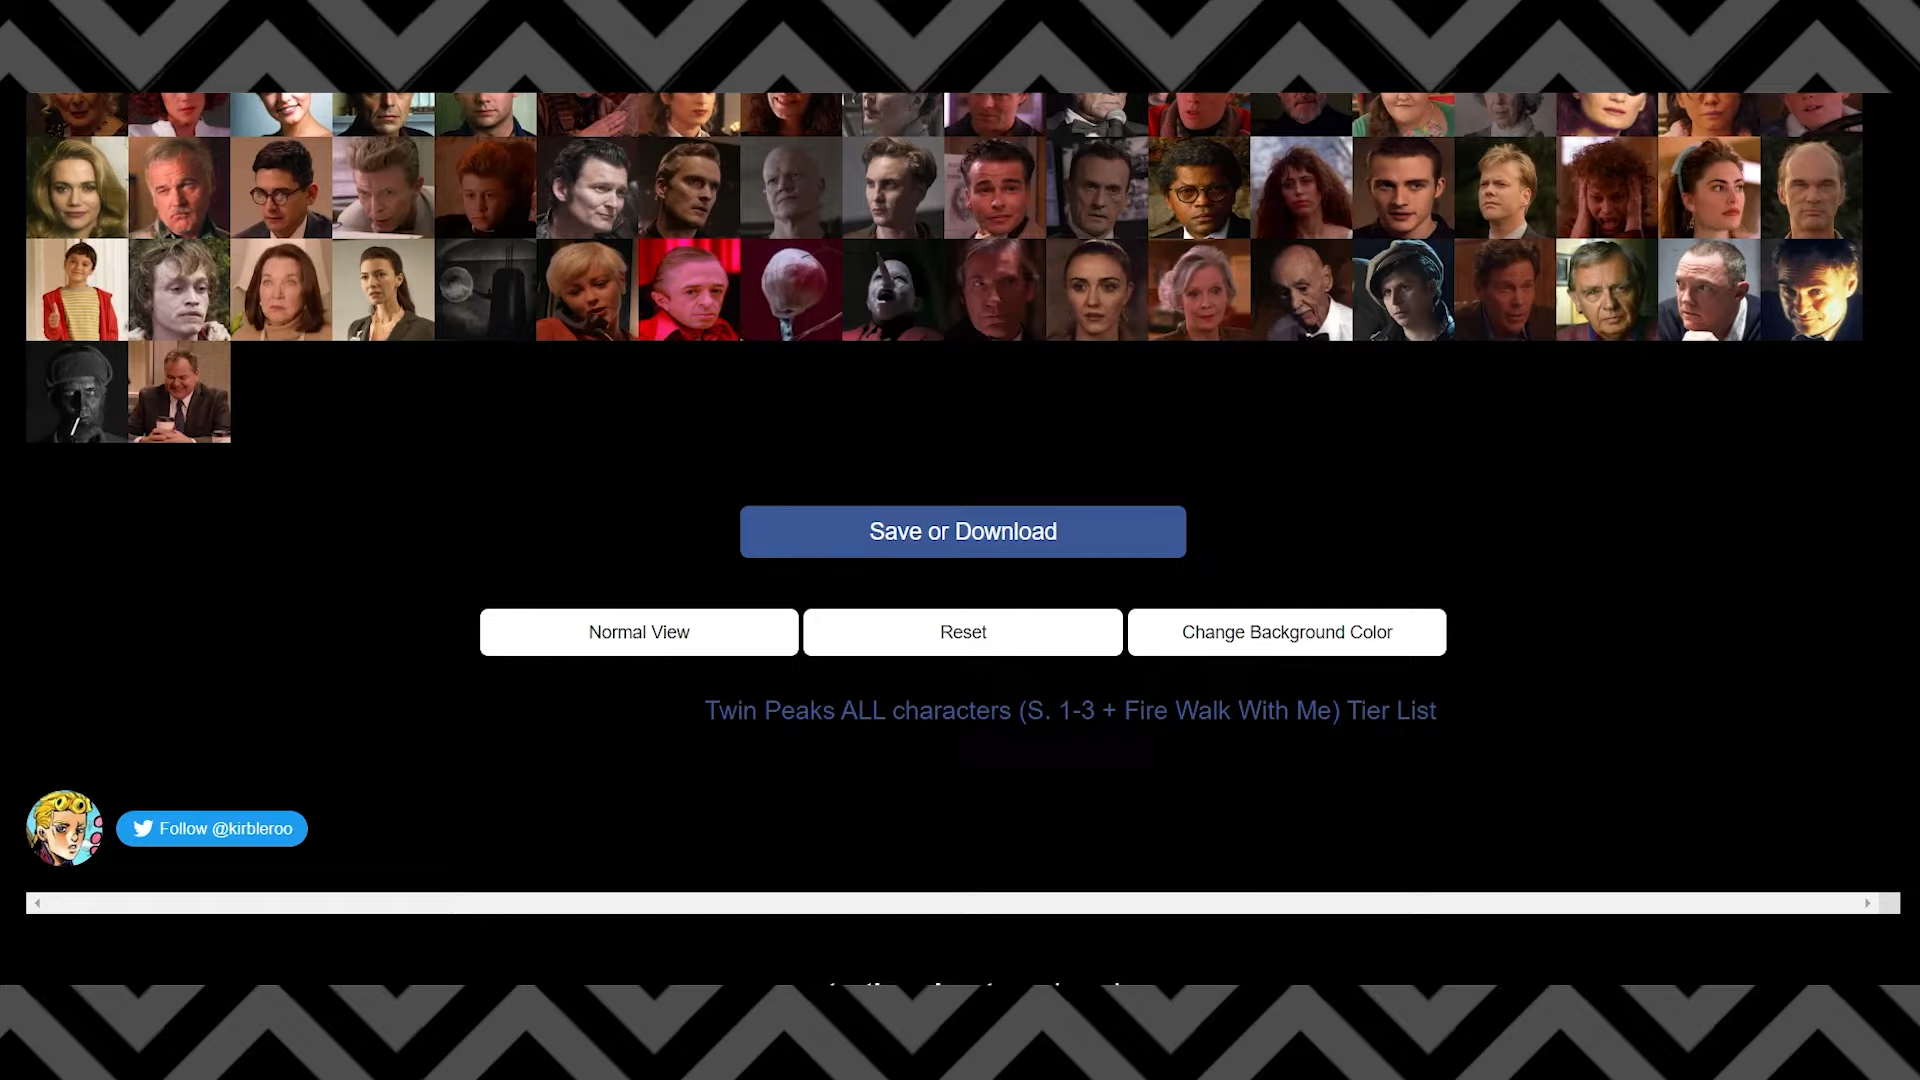 Save or Download
Normal View
Reset
Change Background Color
Twin Peaks ALL characters (S. 1-3 + Fire Walk With Me) Tier List
Follow @kirbleroo